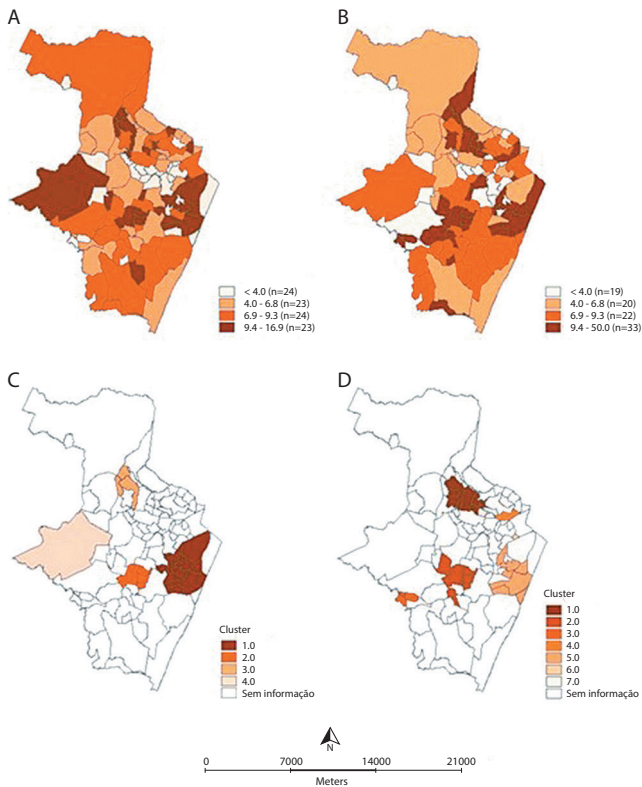 A
B
< 4.0 (n=24)
4.0 - 6.8 (n=23)
6.9 - 9.3 (n=24)
9.4 - 16.9 (n=23)
< 4.0 (n=19)
4.0 - 6.8 (n=20)
6.9 - 9.3 (n=22)
9.4 - 50.0 (n=33)
C
D
Cluster
1.0
2.0
3.0
4.0
Sem informação
Cluster
1.0
2.0
3.0
4.0
5.0
6.0
7.0
Sem informação
N
0 7000 14000 21000
Meters